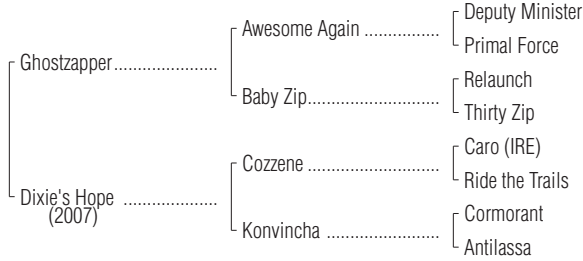 Deputy Minister
Awesome Again ..................
Primal Force
Ghostzapper.........................
Relaunch
Baby Zip................................
Thirty Zip
Caro (IRE)
Cozzene ................................
Ride the Trails
Dixie's Hope ......................
(2007)
Cormorant
Konvincha ...........................
Antilassa